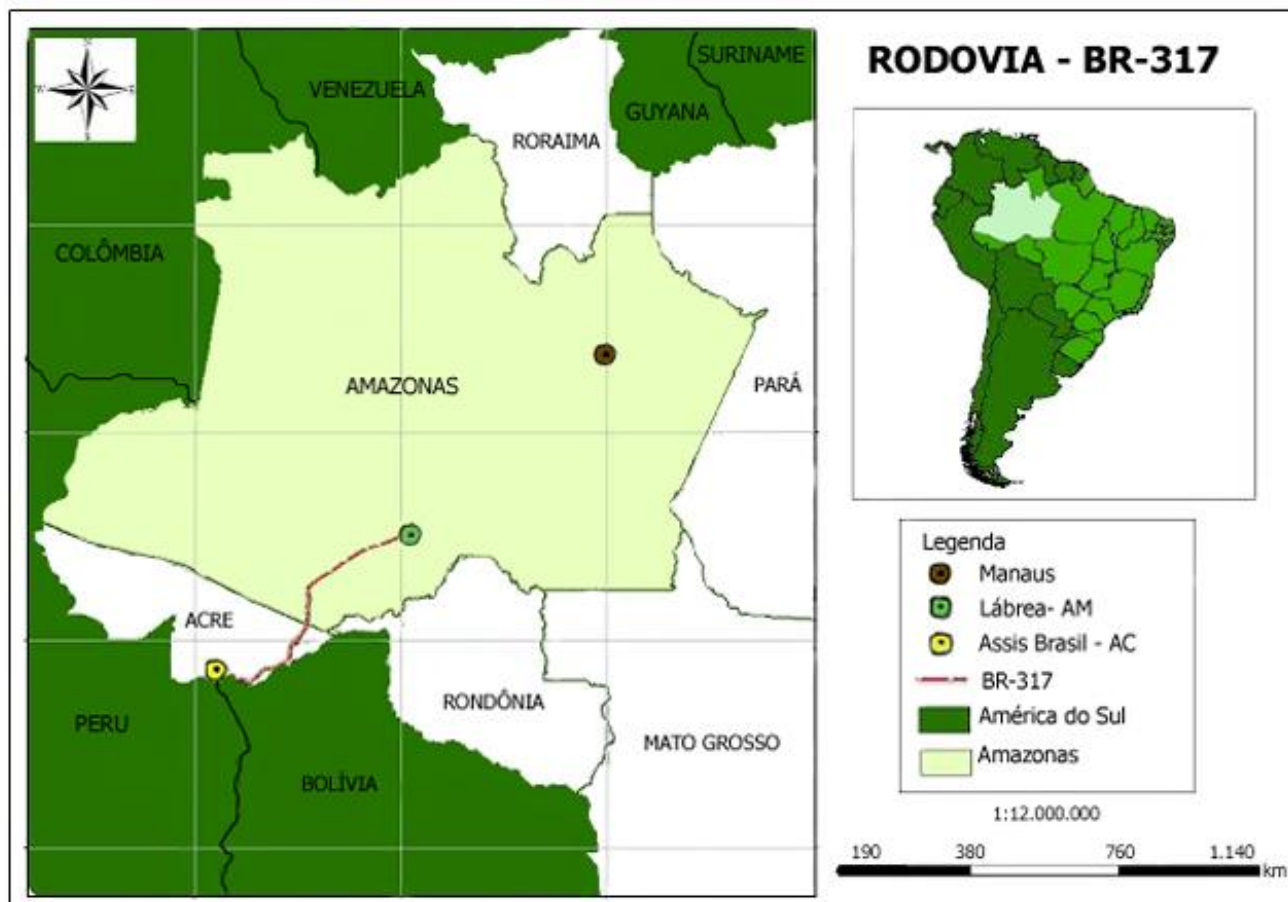 RODOVIA - BR-317
N
W
E
S
VENEZUELA
SURINAME
GUYANA
RORAIMA
COLÔMBIA
AMAZONAS
PARÁ
ACRE
PERU
RONDÔNIA
MATO GROSSO
BOLÍVIA
Legenda
Manaus
Lábrea- AM
Assis Brasil - AC
BR-317
América do Sul
Amazonas
1:12.000.000
190 380 760 1.140
km